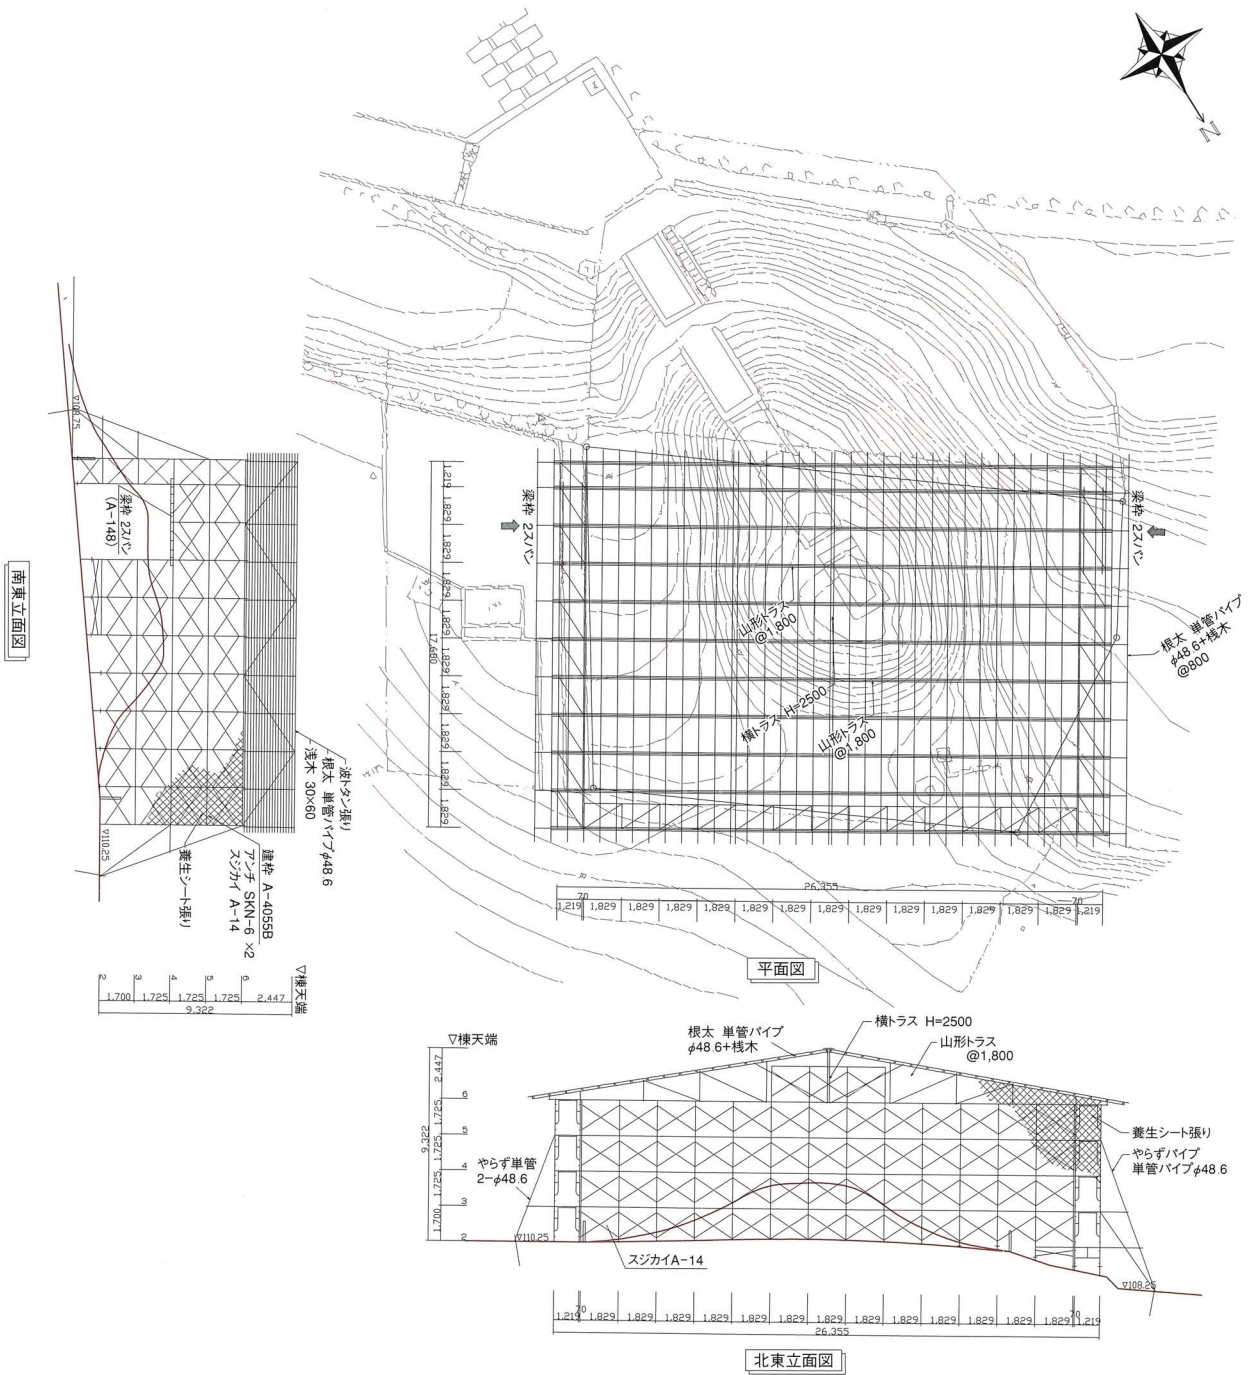 N
1.219
1.829
1.829
1.829
1.829
1.829
1.829
1.829
1.829
1.829
17.680
梁枠 2スパン
梁枠 2スパン
山形トラス
@1,800
根太 単管パイプ
φ48.6+桟木
@800
横トラス H=2500
山形トラス
@1,800
26.355
70
70
1.219
1.829
1.829
1.829
1.829
1.829
1.829
1.829
1.829
1.829
1.829
1.829
1.829
1.829
1.219
平面図
▽108.75
梁枠 2スパン
(A-148)
南東立面図
波トタン張り
根太 単管パイプφ48.6
浅木 30×60
▽110.25
建枠 A-4055B
アンチ SKN-6 ×2
スジカイ A-14
養生シート張り
▽棟天端
2
3
4
5
6
1.700
1.725
1.725
1.725
2.447
9.322
▽棟天端
2.447
1.725
1.725
1.725
1.700
9.322
6
5
4
3
2
根太 単管パイプ
φ48.6+桟木
横トラス H=2500
山形トラス
@1,800
やらず単管
2-φ48.6
養生シート張り
やらずパイプ
単管パイプφ48.6
▽110.25
スジカイA-14
▽108.25
70
70
1.219
1.829
1.829
1.829
1.829
1.829
1.829
1.829
1.829
1.829
1.829
1.829
1.829
1.829
1.219
26.355
北東立面図